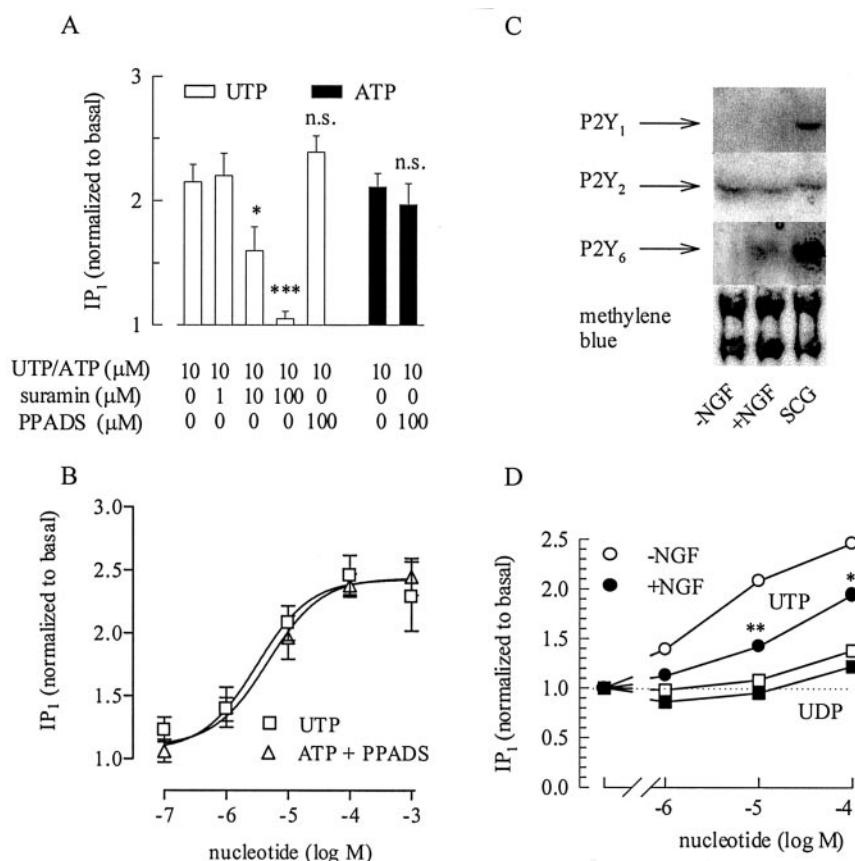 A
IP₁ (normalized to basal)
3
2
1
UTP ATP
n.s.
n.s.
*
***
UTP/ATP (µM) 10 10 10 10 10 10 10
suramin (µM) 0 1 10 100 0 0 0
PPADS (µM) 0 0 0 0 100 0 100
B
IP₁ (normalized to basal)
3.0
2.5
2.0
1.5
1.0
UTP
ATP + PPADS
-7 -6 -5 -4 -3
nucleotide (log M)
C
P2Y₁
P2Y₂
P2Y₆
methylene
blue
-NGF +NGF SCG
D
IP₁ (normalized to basal)
2.5
2.0
1.5
1.0
0.5
0.0
-NGF
+NGF
UTP
*
**
UDP
-6 -5 -4
nucleotide (log M)